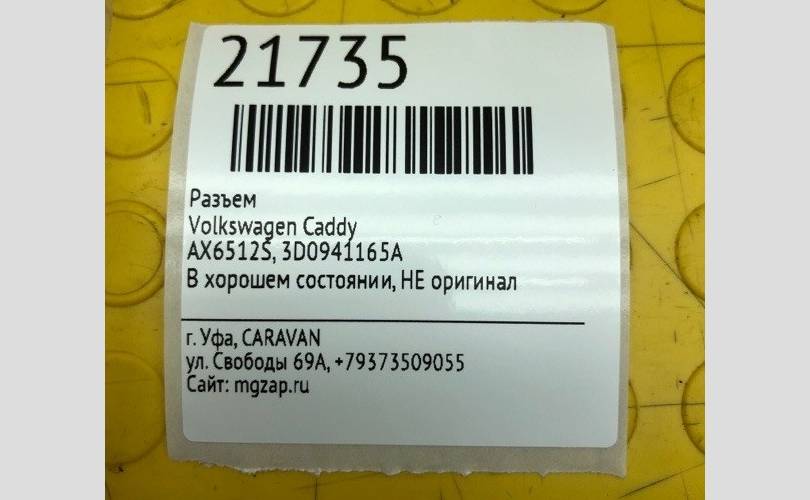 21735
Разъем
Volkswagen Caddy
AX6512S, 3D0941165A
В хорошем состоянии, НЕ оригинал
г. Уфа, CARAVAN
ул. Свободы 69А, +79373509055
Сайт: mgzap.ru